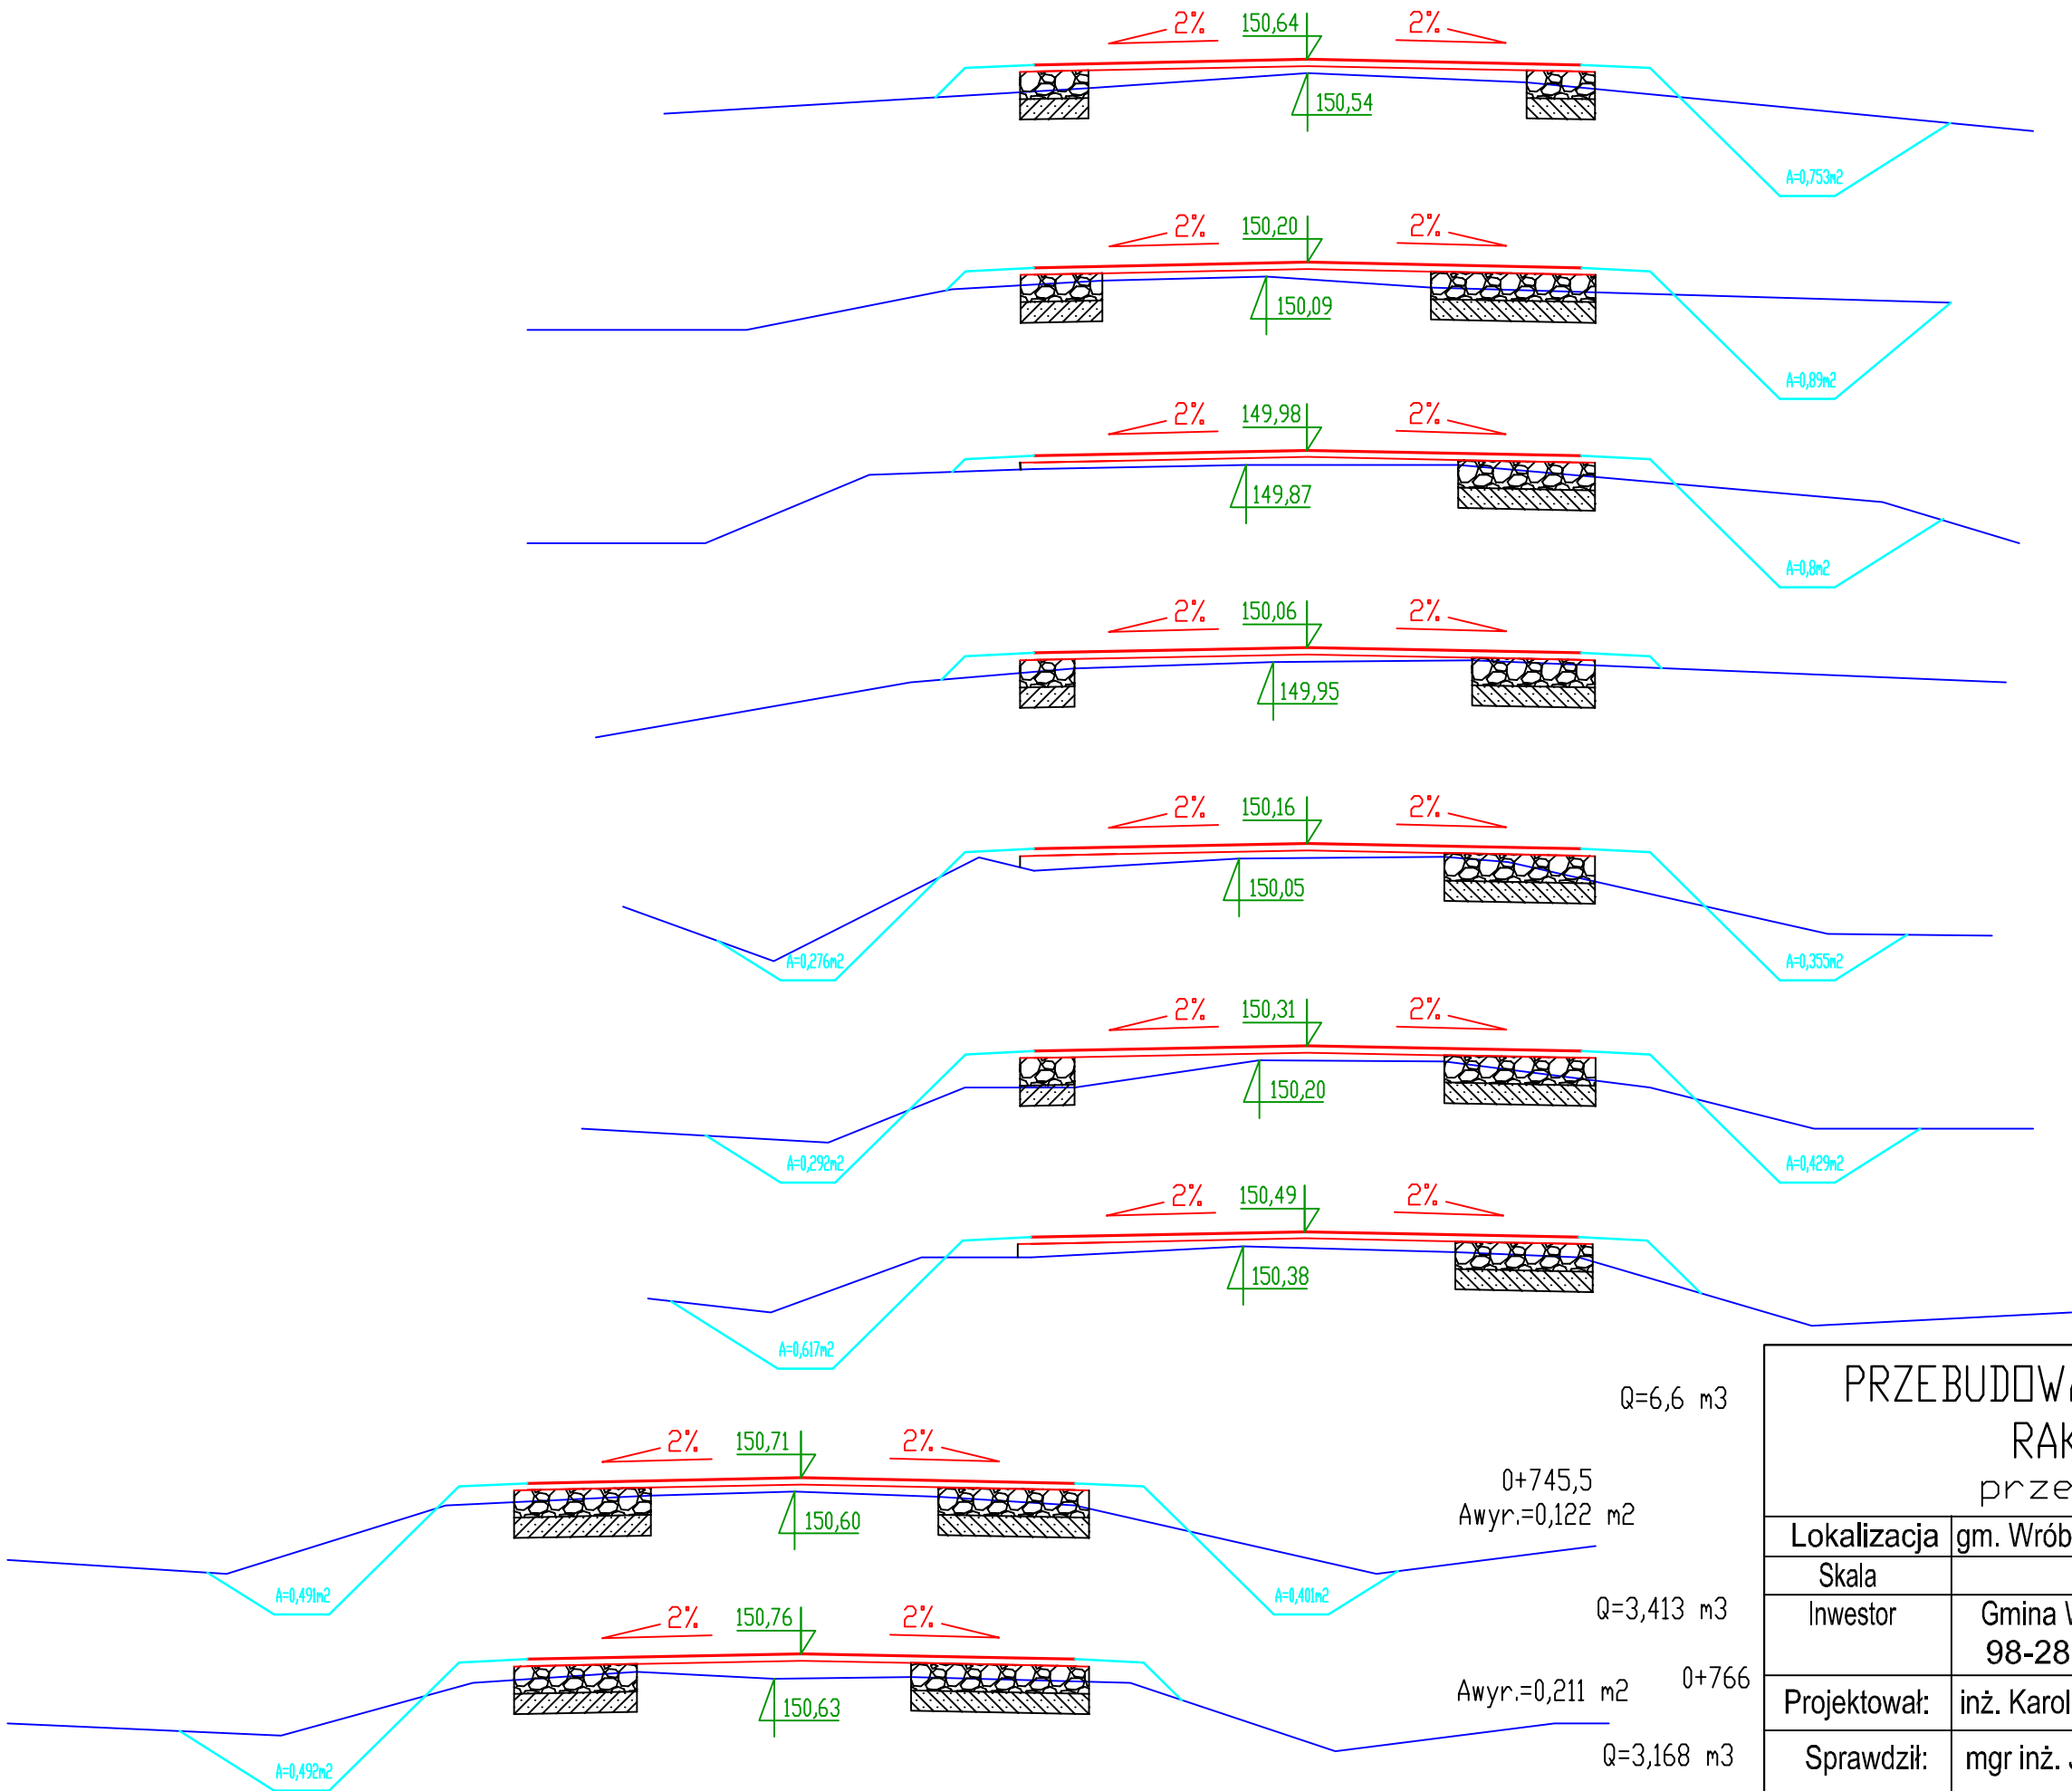 2% 150,64 2%
150,54
A=0,753m2
2% 150,20 2%
150,09
A=0,89m2
2% 149,98 2%
149,87
A=0,8m2
2% 150,06 2%
149,95
2% 150,16 2%
150,05
A=0,276m2 A=0,355m2
2% 150,31 2%
150,20
A=0,292m2 A=0,429m2
2% 150,49 2%
150,38
A=0,617m2
Q=6,6 m3
2% 150,71 2%
0+745,5
Awyr.=0,122 m2
150,60
A=0,491m2 A=0,401m2
Q=3,413 m3
2% 150,76 2%
0+766
Awyr.=0,211 m2
150,63
Q=3,168 m3
A=0,492m2
PRZEBUDOWA
RAK
prze
Lokalizacja gm. Wrób
Skala
Inwestor Gmina W
98-28
Projektował: inż. Karol
Sprawdził: mgr inż. J